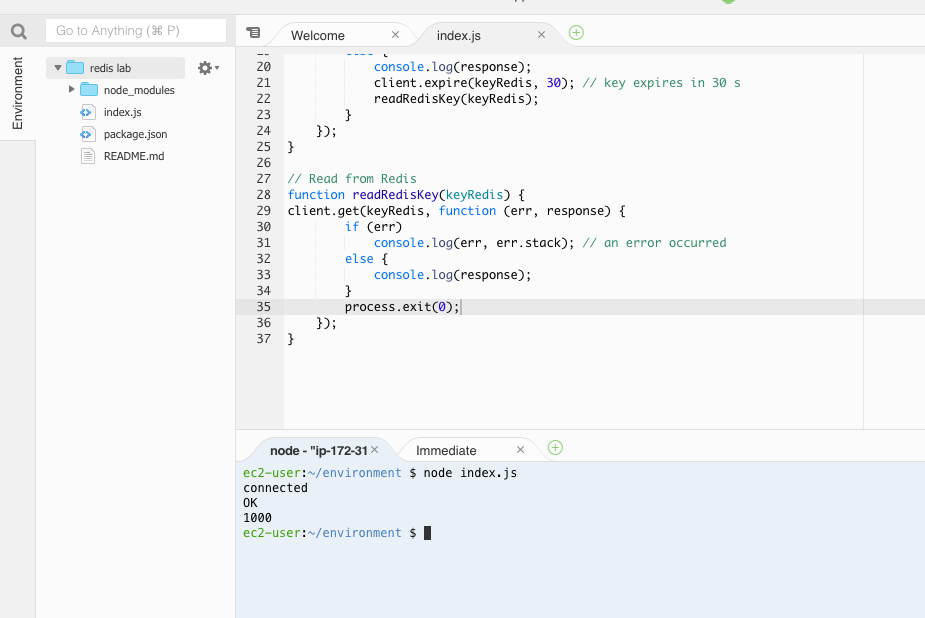 Go to Anything (⌘ P)
Welcome
index.js
Environment
redis lab
node_modules
index.js
package.json
README.md
20 console.log(response);
21 client.expire(keyRedis, 30); // key expires in 30 s
22 readRedisKey(keyRedis);
23 }
24 });
25 }
26
27 // Read from Redis
28 function readRedisKey(keyRedis) {
29 client.get(keyRedis, function (err, response) {
30 if (err)
31 console.log(err, err.stack); // an error occurred
32 else {
33 console.log(response);
34 }
35 process.exit(0);
36 });
37 }
node - "ip-172-31
Immediate
ec2-user:~/environment $ node index.js
connected
OK
1000
ec2-user:~/environment $